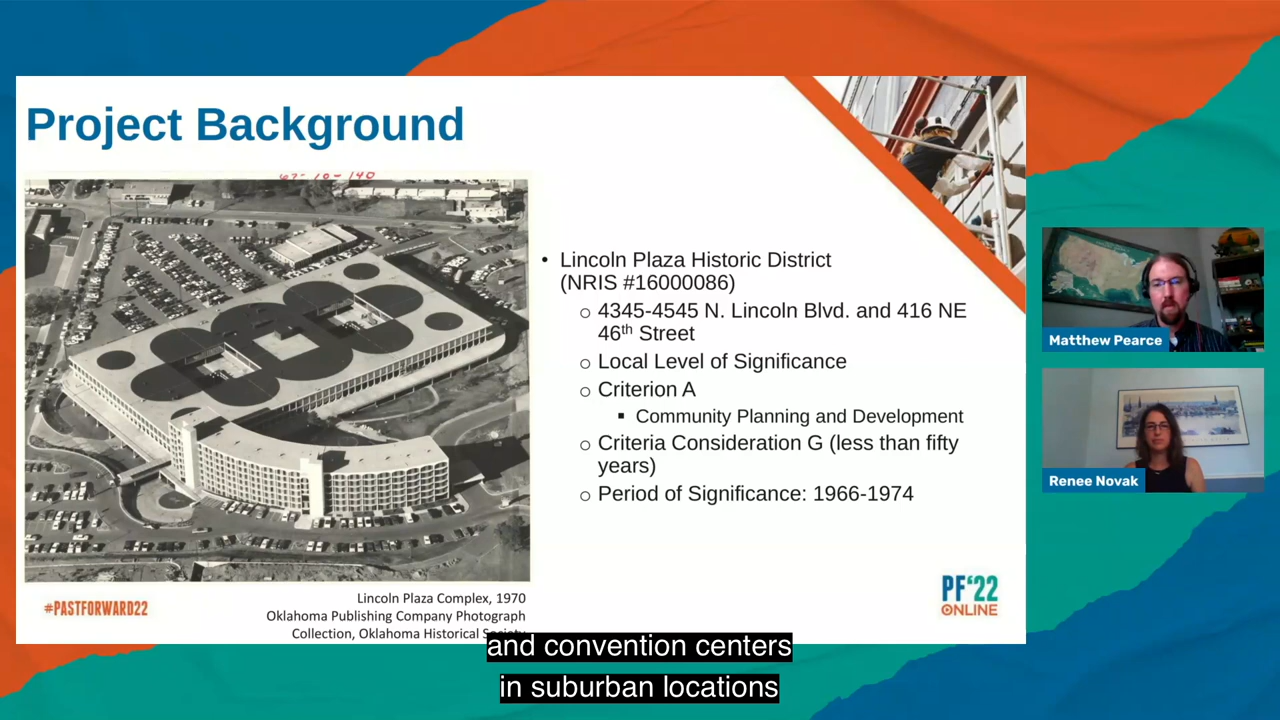 Project Background
67-10-140
• Lincoln Plaza Historic District
(NRIS #16000086)
o 4345-4545 N. Lincoln Blvd. and 416 NE
46th Street
o Local Level of Significance
o Criterion A
▪ Community Planning and Development
o Criteria Consideration G (less than fifty
years)
o Period of Significance: 1966-1974
Lincoln Plaza Complex, 1970
Oklahoma Publishing Company Photograph
Collection, Oklahoma Historical Society
#PASTFORWARD22
PF'22
ONLINE
Matthew Pearce
Renee Novak
and convention centers
in suburban locations